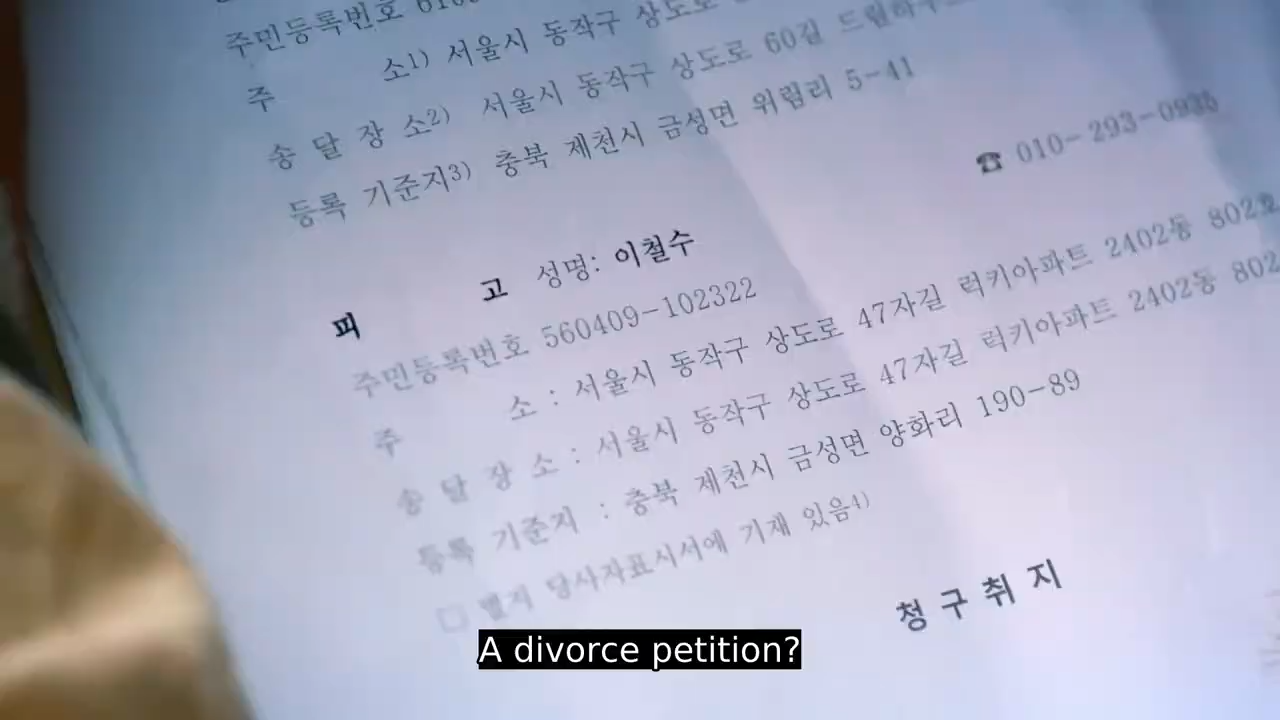 주민등록번호
주 소1) 서울시 동작구 상도로
송 달 장 소2) 서울시 동작구 상도로 60길
등록 기준지3) 충북 제천시 금성면 위림리 5-41
☎ 010-293-0935
피 고 성명: 이철수
주민등록번호 560409-102322
주 소 : 서울시 동작구 상도로 47자길 럭키아파트 2402동 802호
송 달 장 소 : 서울시 동작구 상도로 47자길 럭키아파트 2402동 802
등록 기준지 : 충북 제천시 금성면 양화리 190-89
□ 별지 당사자표시서에 기재 있음4)
청 구 취 지
A divorce petition?